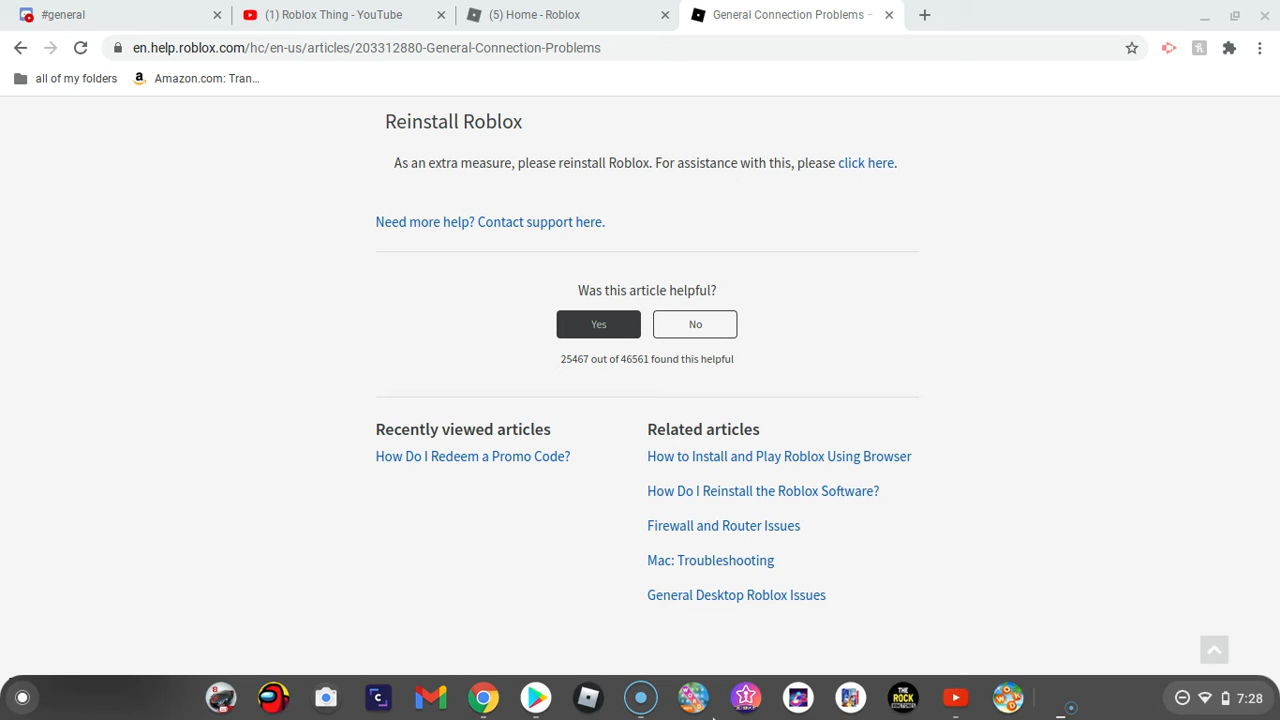 #general
(1) Roblox Thing - YouTube
(5) Home - Roblox
General Connection Problems –
en.help.roblox.com/hc/en-us/articles/203312880-General-Connection-Problems
all of my folders
Amazon.com: Tran...
Reinstall Roblox
As an extra measure, please reinstall Roblox. For assistance with this, please click here.
Need more help? Contact support here.
Was this article helpful?
Yes
No
25467 out of 46561 found this helpful
Recently viewed articles
How Do I Redeem a Promo Code?
Related articles
How to Install and Play Roblox Using Browser
How Do I Reinstall the Roblox Software?
Firewall and Router Issues
Mac: Troubleshooting
General Desktop Roblox Issues
THE ROCK
7:28